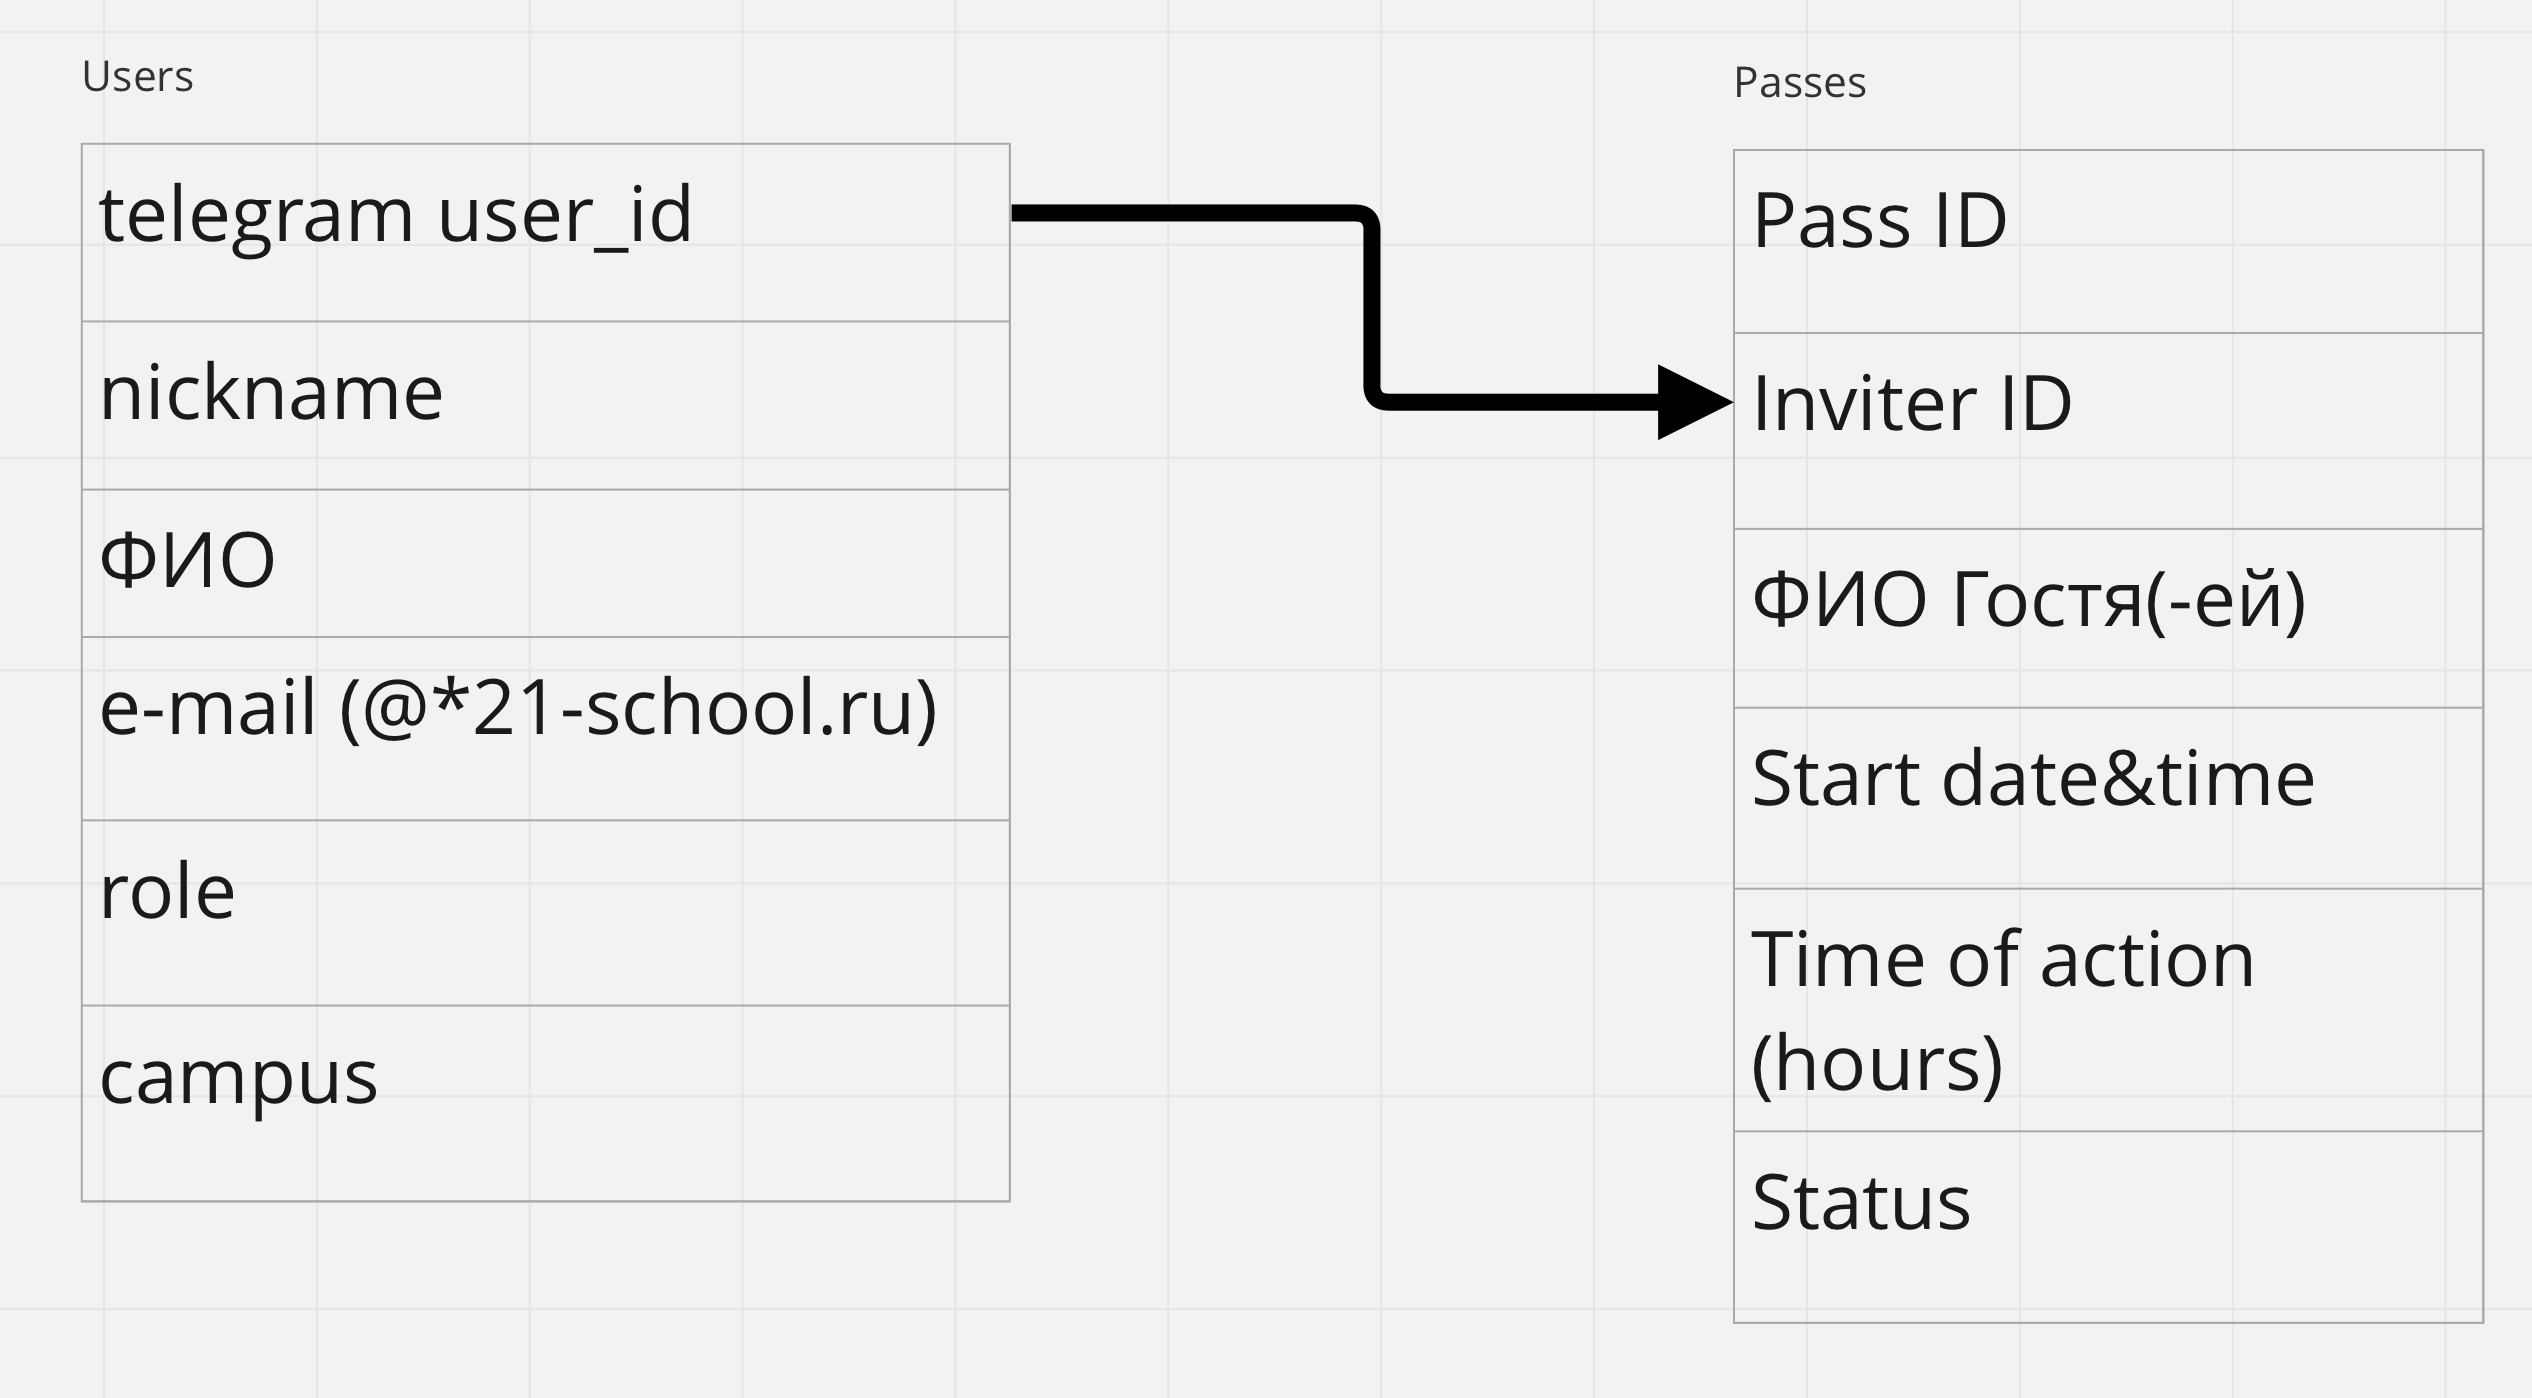 Users
telegram user_id
nickname
ФИО
e-mail (@*21-school.ru)
role
campus
Passes
Pass ID
Inviter ID
ФИО Гостя(-ей)
Start date&time
Time of action
(hours)
Status